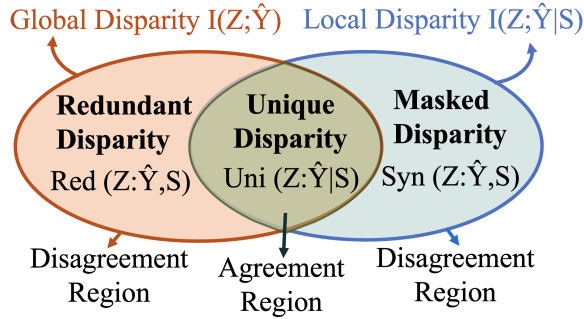 Global Disparity I(Z;Ŷ)
Local Disparity I(Z;Ŷ|S)
Redundant
Disparity
Red (Z:Ŷ,S)
Unique
Disparity
Uni (Z:Ŷ|S)
Masked
Disparity
Syn (Z:Ŷ,S)
Disagreement
Region
Agreement
Region
Disagreement
Region